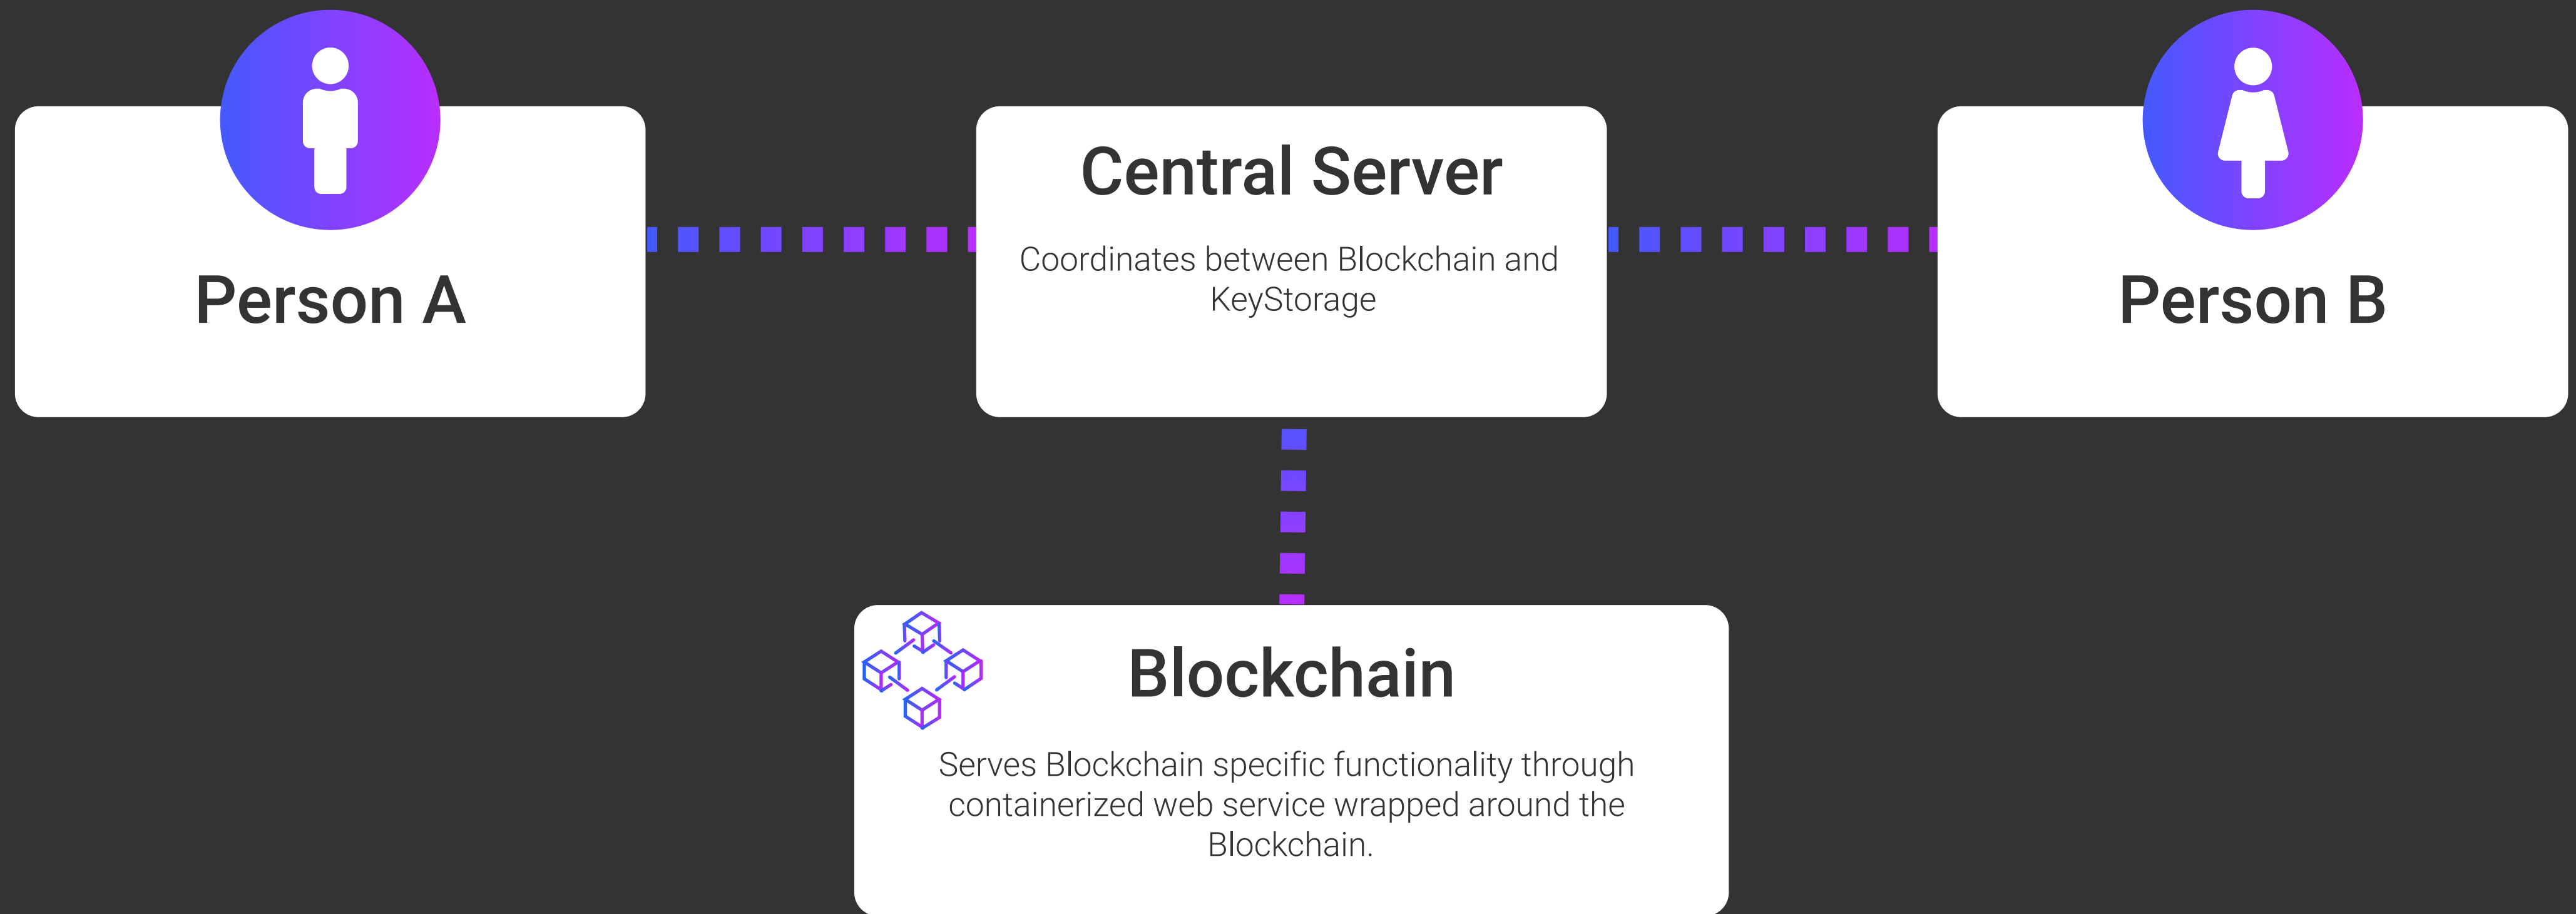 Person A
Central Server
Coordinates between Blockchain and
KeyStorage
Person B
Blockchain
Serves Blockchain specific functionality through
containerized web service wrapped around the
Blockchain.